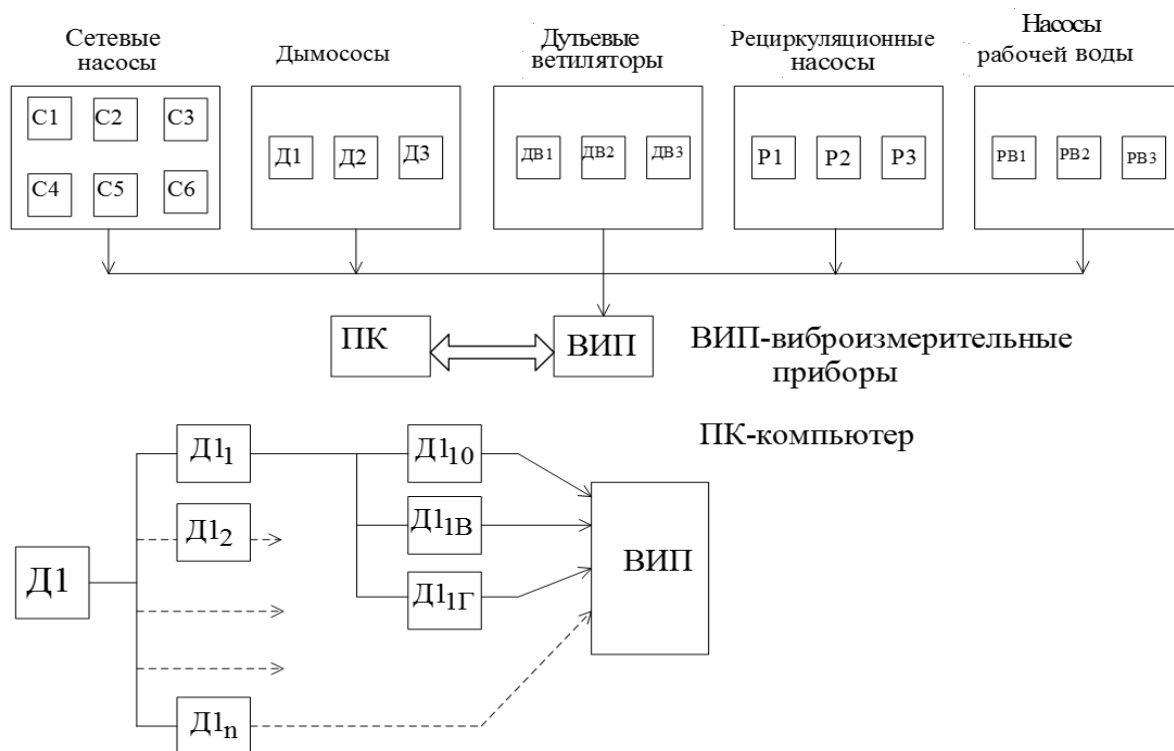 Сетевые
насосы
Дымососы
Дутьевые
ветиляторы
Рециркуляционные
насосы
Насосы
рабочей воды
С1 С2 С3
С4 С5 С6
Д1 Д2 Д3
ДВ1 ДВ2 ДВ3
Р1 Р2 Р3
РВ1 РВ2 РВ3
ПК
ВИП
ВИП-виброизмерительные
приборы
ПК-компьютер
Д1
Д1₁
Д1₂
Д1n
Д1₁₀
Д1₁В
Д1₁Г
ВИП